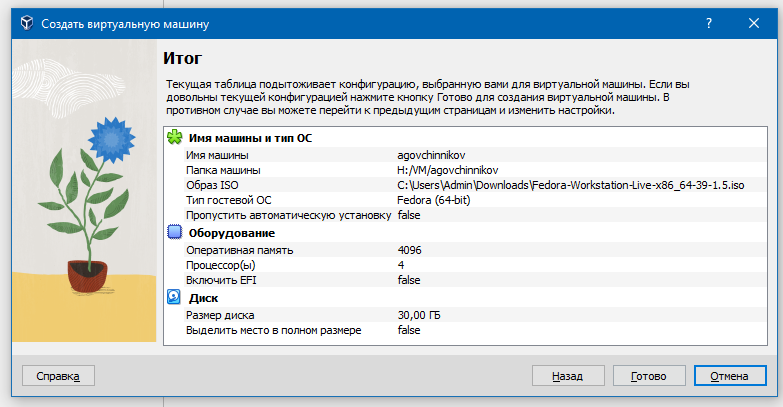 Создать виртуальную машину
?
Итог
Текущая таблица подытоживает конфигурацию, выбранную вами для виртуальной машины. Если вы
довольны текущей конфигурацией нажмите кнопку Готово для создания виртуальной машины. В
противном случае вы можете перейти к предыдущим страницам и изменить настройки.
Имя машины и тип ОС
Имя машины agovchinnikov
Папка машины H:/VM/agovchinnikov
Образ ISO C:\Users\Admin\Downloads\Fedora-Workstation-Live-x86_64-39-1.5.iso
Тип гостевой ОС Fedora (64-bit)
Пропустить автоматическую установку false
Оборудование
Оперативная память 4096
Процессор(ы) 4
Включить EFI false
Диск
Размер диска 30,00 ГБ
Выделить место в полном размере false
Справка Назад Готово Отмена